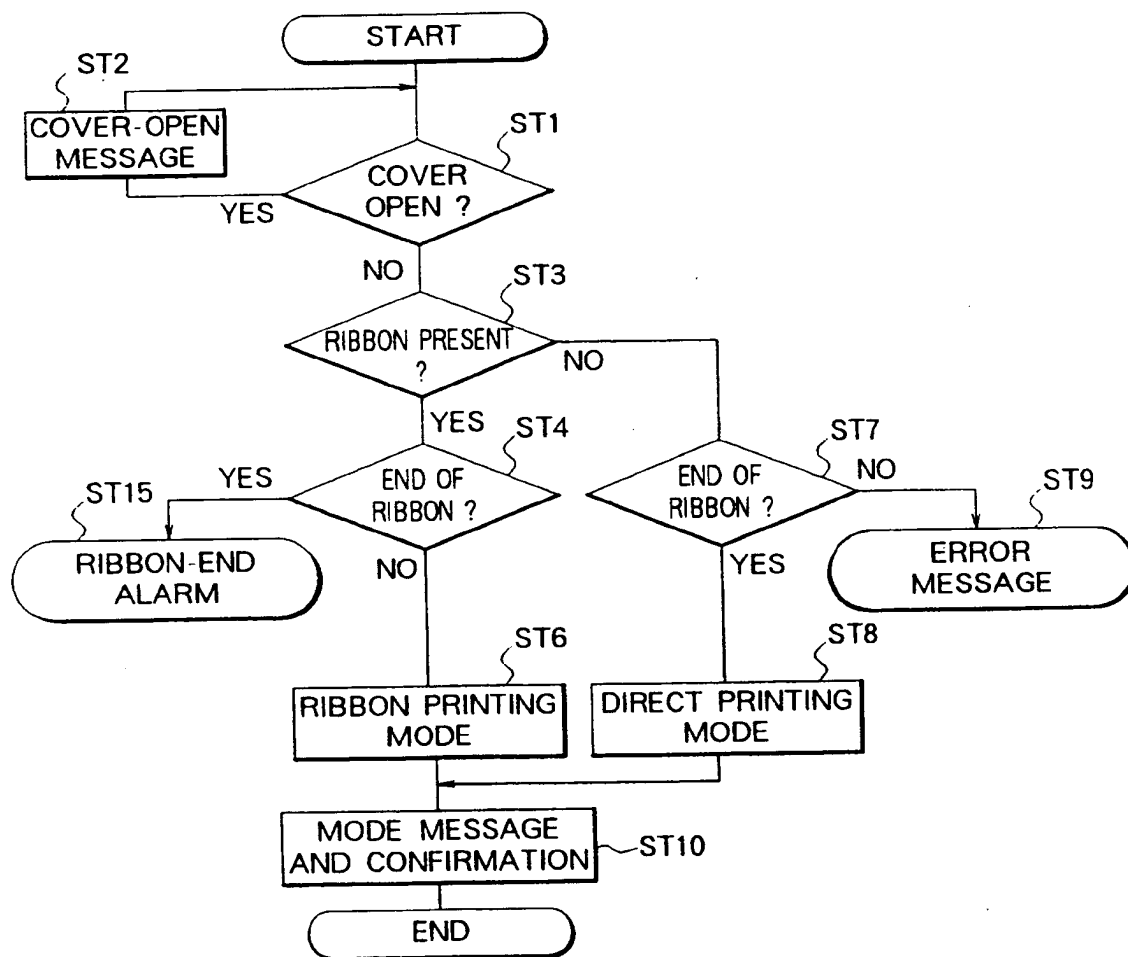 START
ST2
COVER-OPEN
MESSAGE
ST1
COVER
OPEN ?
YES
NO
ST3
RIBBON PRESENT
?
NO
YES
ST4
END OF
RIBBON ?
YES
ST15
RIBBON-END
ALARM
NO
ST7
END OF
RIBBON ?
NO
ST9
ERROR
MESSAGE
YES
ST6
RIBBON PRINTING
MODE
ST8
DIRECT PRINTING
MODE
MODE MESSAGE
AND CONFIRMATION
ST10
END